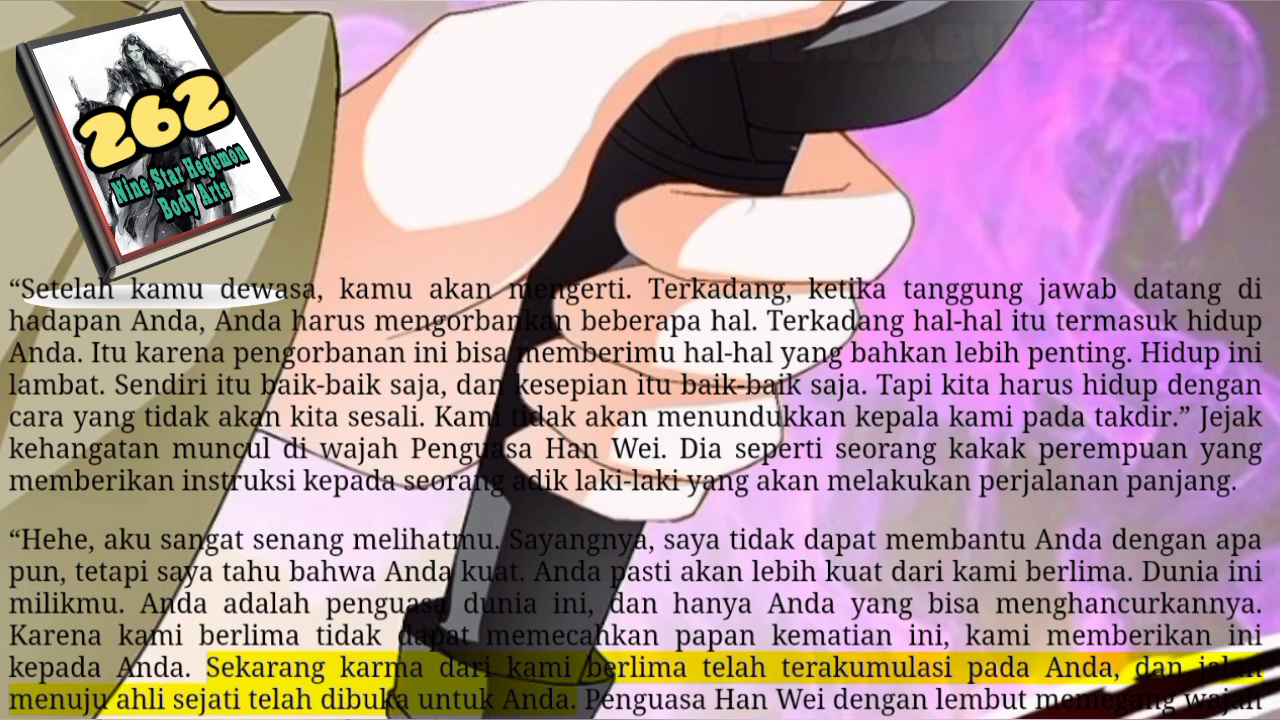 262
Nine Star Hegemon
Body Arts
“Setelah kamu dewasa, kamu akan mengerti. Terkadang, ketika tanggung jawab datang di
hadapan Anda, Anda harus mengorbankan beberapa hal. Terkadang hal-hal itu termasuk hidup
Anda. Itu karena pengorbanan ini bisa memberimu hal-hal yang bahkan lebih penting. Hidup ini
lambat. Sendiri itu baik-baik saja, dan kesepian itu baik-baik saja. Tapi kita harus hidup dengan
cara yang tidak akan kita sesali. Kami tidak akan menundukkan kepala kami pada takdir.” Jejak
kehangatan muncul di wajah Penguasa Han Wei. Dia seperti seorang kakak perempuan yang
memberikan instruksi kepada seorang adik laki-laki yang akan melakukan perjalanan panjang.
“Hehe, aku sangat senang melihatmu. Sayangnya, saya tidak dapat membantu Anda dengan apa
pun, tetapi saya tahu bahwa Anda kuat. Anda pasti akan lebih kuat dari kami berlima. Dunia ini
milikmu. Anda adalah penguasa dunia ini, dan hanya Anda yang bisa menghancurkannya.
Karena kami berlima tidak dapat memecahkan papan kematian ini, kami memberikan ini
kepada Anda. Sekarang karma dari kami berlima telah terakumulasi pada Anda, dan jalan
menuju ahli sejati telah dibuka untuk Anda. Penguasa Han Wei dengan lembut memegang wajah